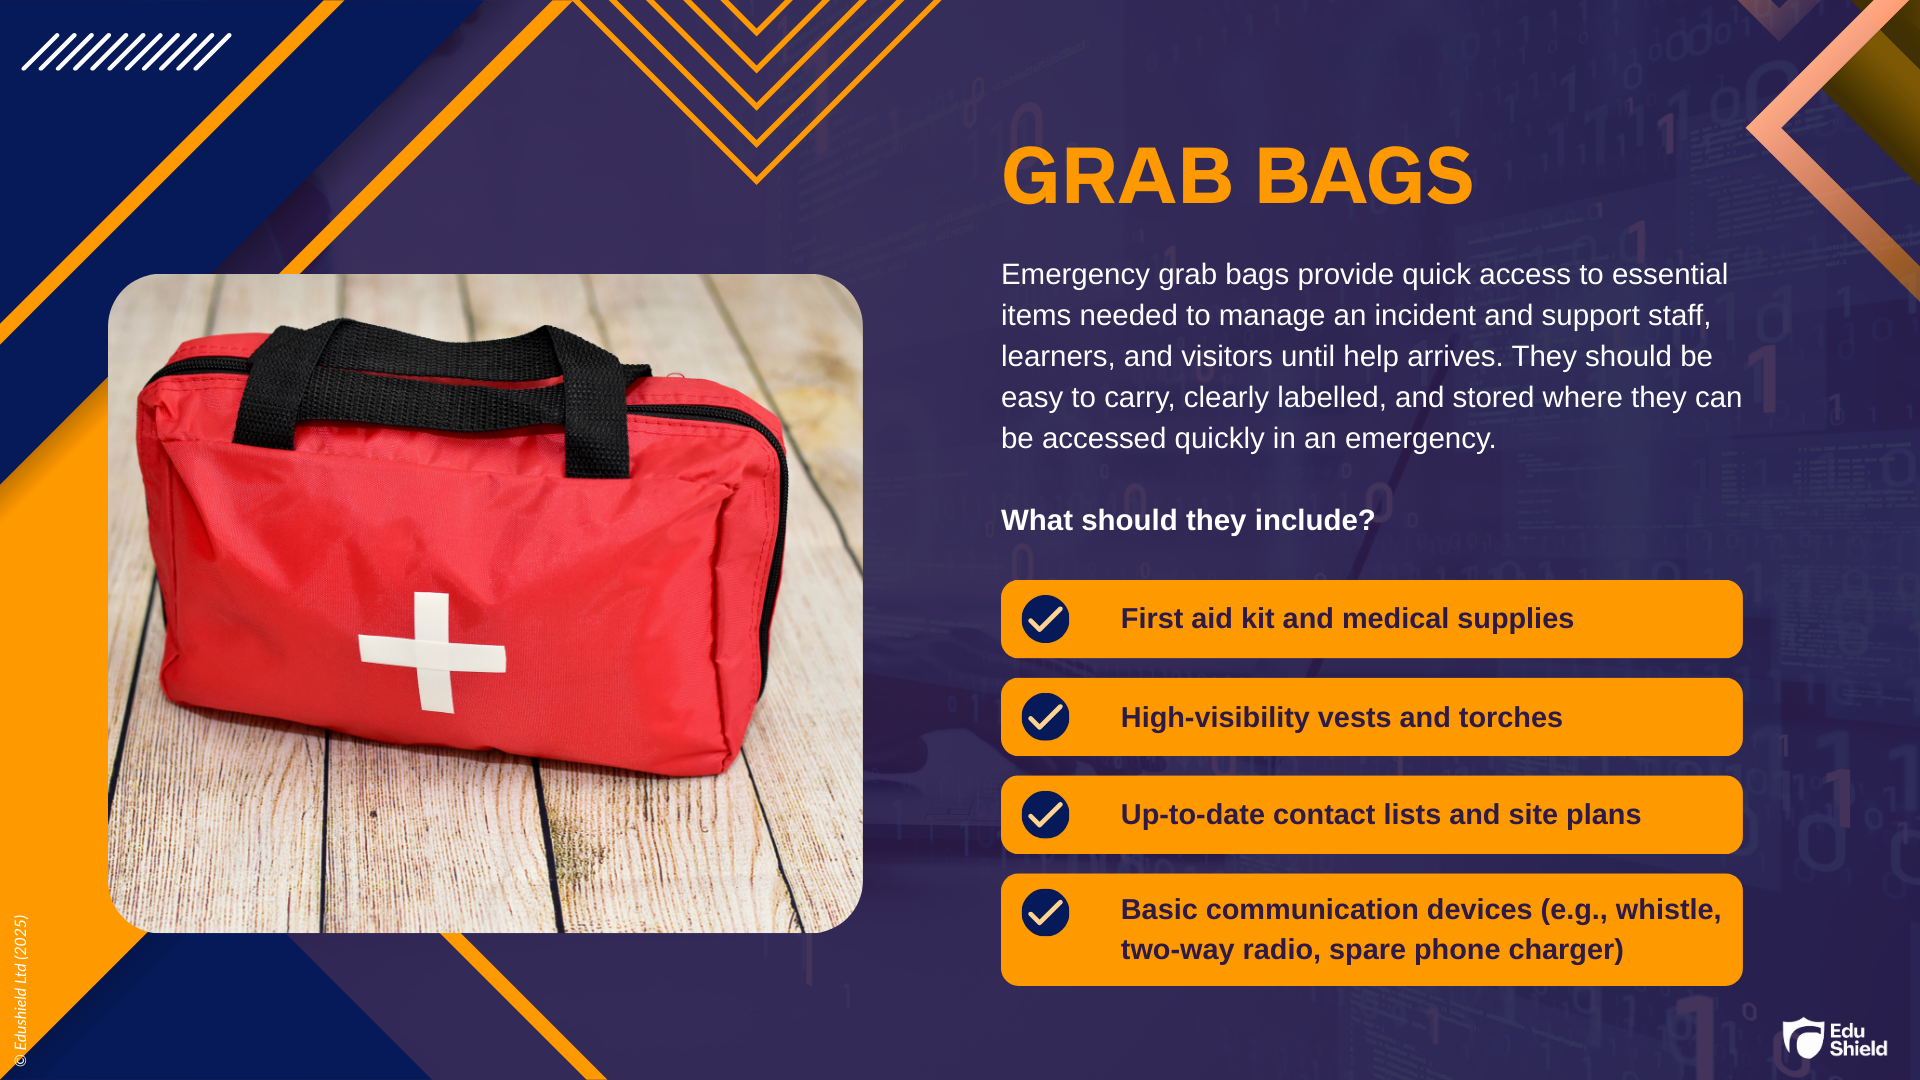 GRAB BAGS
Emergency grab bags provide quick access to essential
items needed to manage an incident and support staff,
learners, and visitors until help arrives. They should be
easy to carry, clearly labelled, and stored where they can
be accessed quickly in an emergency.
What should they include?
First aid kit and medical supplies
High-visibility vests and torches
Up-to-date contact lists and site plans
Basic communication devices (e.g., whistle,
two-way radio, spare phone charger)
© Edushield Ltd (2025)
Edu
Shield